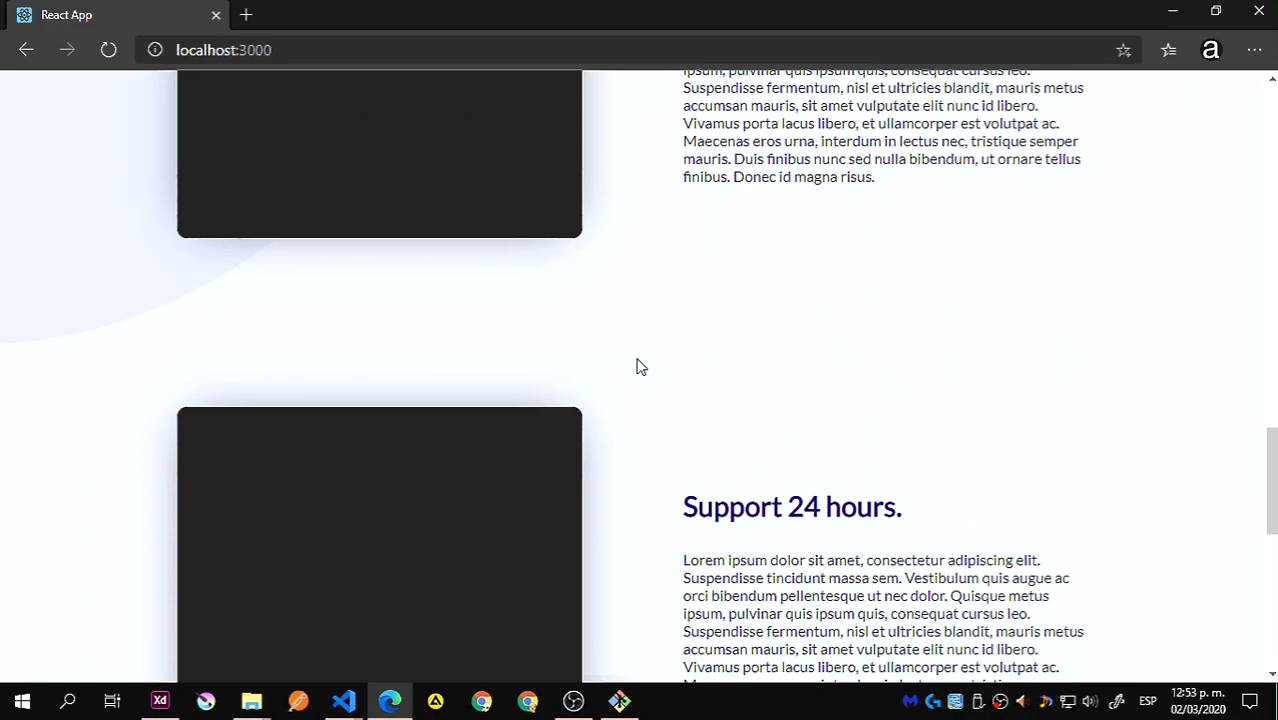 React App
localhost:3000
ipsum, pulvinar quis ipsum quis, consequat cursus leo.
Suspendisse fermentum, nisl et ultricies blandit, mauris metus
accumsan mauris, sit amet vulputate elit nunc id libero.
Vivamus porta lacus libero, et ullamcorper est volutpat ac.
Maecenas eros urna, interdum in lectus nec, tristique semper
mauris. Duis finibus nunc sed nulla bibendum, ut ornare tellus
finibus. Donec id magna risus.
Support 24 hours.
Lorem ipsum dolor sit amet, consectetur adipiscing elit.
Suspendisse tincidunt massa sem. Vestibulum quis augue ac
orci bibendum pellentesque ut nec dolor. Quisque metus
ipsum, pulvinar quis ipsum quis, consequat cursus leo.
Suspendisse fermentum, nisl et ultricies blandit, mauris metus
accumsan mauris, sit amet vulputate elit nunc id libero.
Vivamus porta lacus libero, et ullamcorper est volutpat ac.
Xd
ESP
12:53 p. m.
02/03/2020